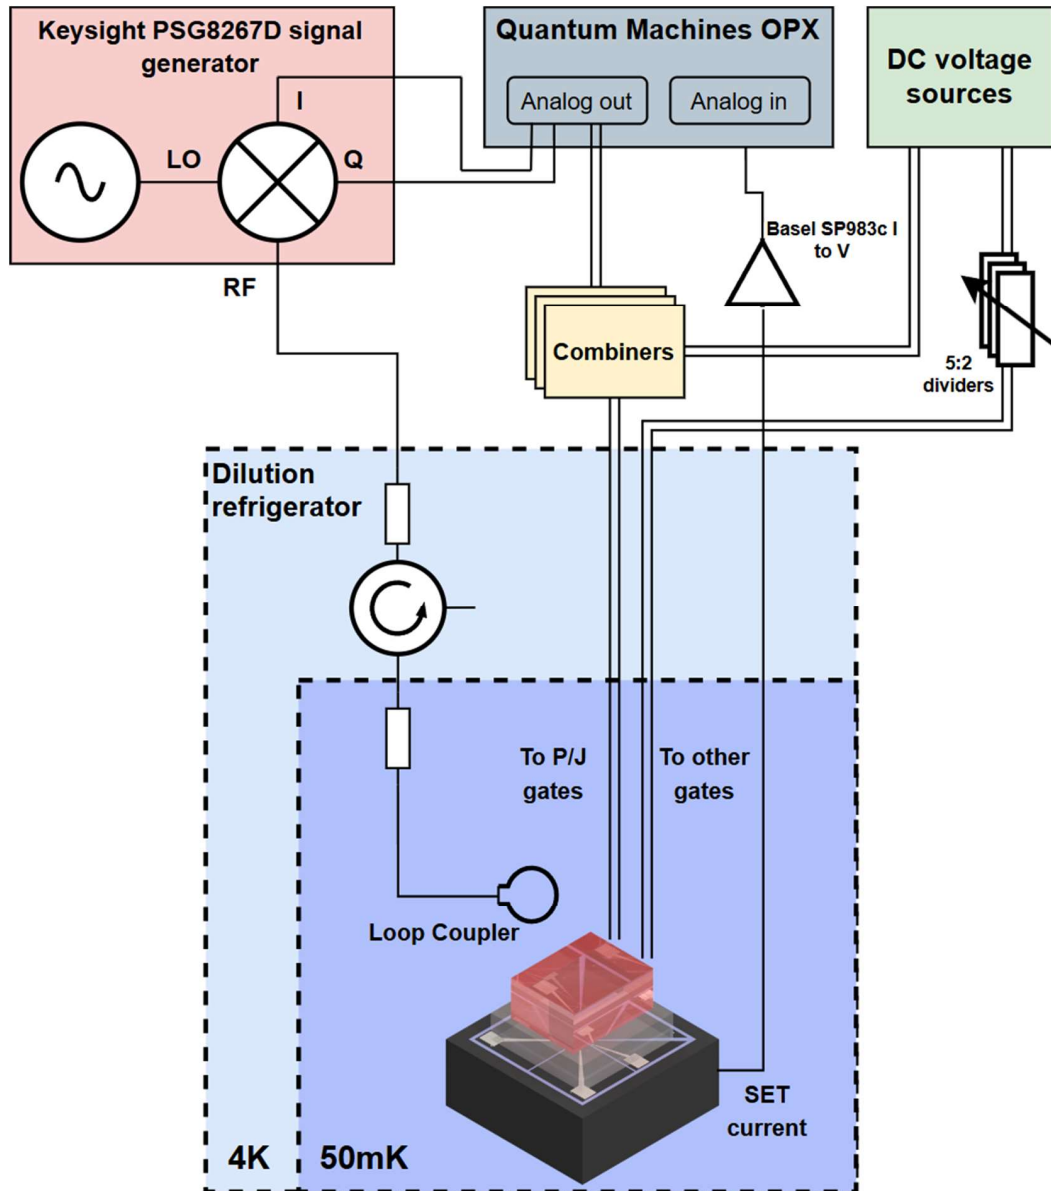 Keysight PSG8267D signal
generator
I
LO
Q
RF
Quantum Machines OPX
Analog out
Analog in
DC voltage
sources
Basel SP983c I
to V
Combiners
5:2
dividers
Dilution
refrigerator
To P/J
gates
To other
gates
Loop Coupler
SET
current
4K
50mK